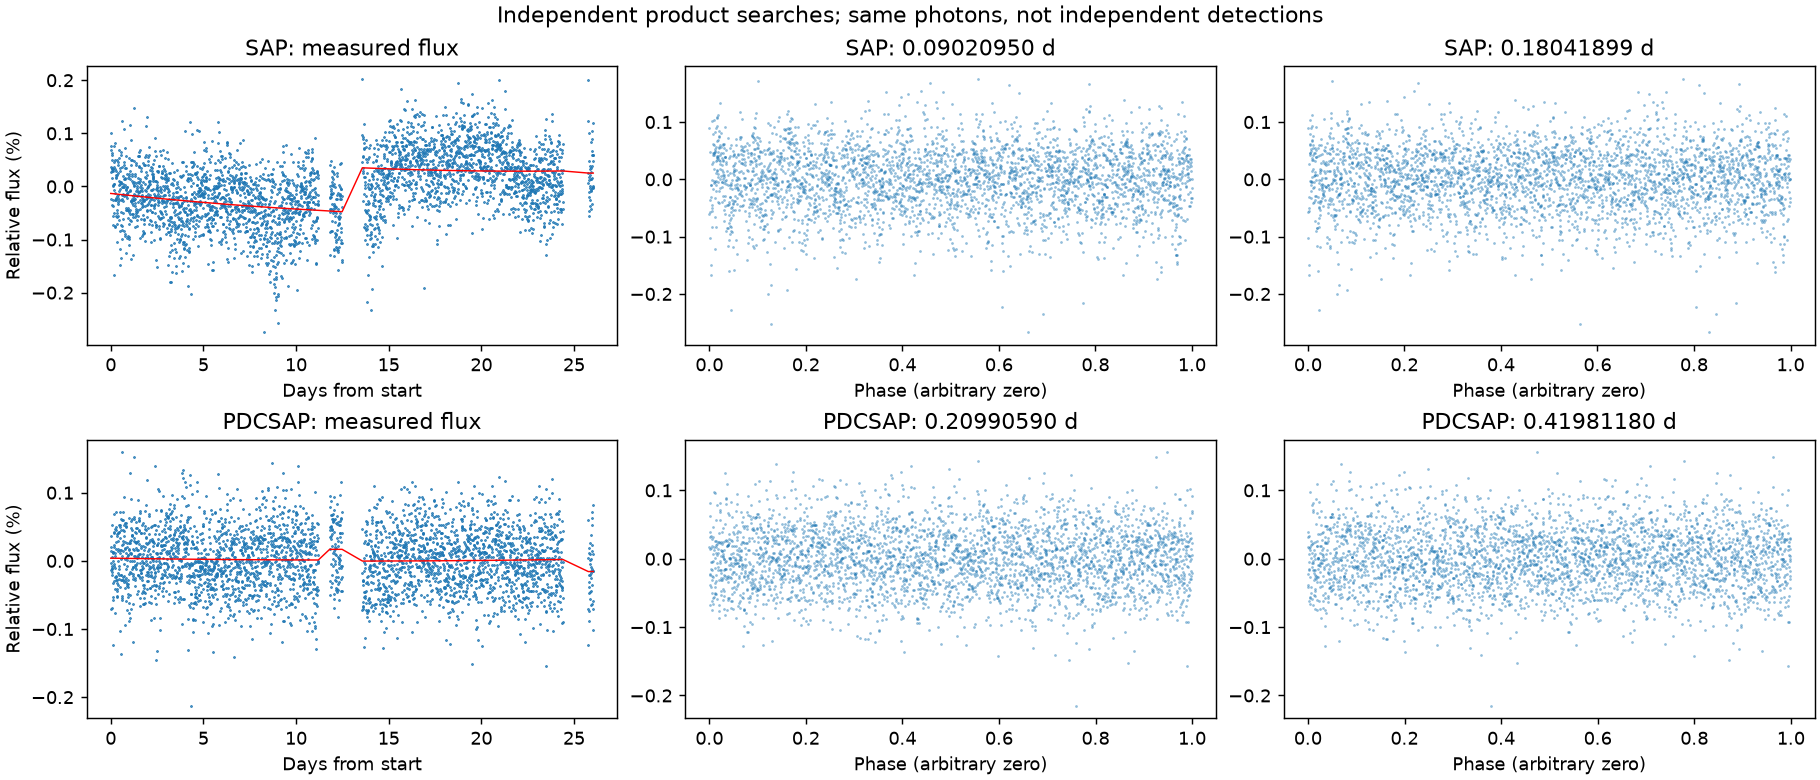 Independent product searches; same photons, not independent detections
SAP: measured flux
SAP: 0.09020950 d
SAP: 0.18041899 d
Relative flux (%)
0.2
0.1
0.0
−0.1
−0.2
0 5 10 15 20 25
Days from start
0.1
0.0
−0.1
−0.2
0.0 0.2 0.4 0.6 0.8 1.0
Phase (arbitrary zero)
0.1
0.0
−0.1
−0.2
0.0 0.2 0.4 0.6 0.8 1.0
Phase (arbitrary zero)
PDCSAP: measured flux
PDCSAP: 0.20990590 d
PDCSAP: 0.41981180 d
Relative flux (%)
0.1
0.0
−0.1
−0.2
0 5 10 15 20 25
Days from start
0.1
0.0
−0.1
−0.2
0.0 0.2 0.4 0.6 0.8 1.0
Phase (arbitrary zero)
0.1
0.0
−0.1
−0.2
0.0 0.2 0.4 0.6 0.8 1.0
Phase (arbitrary zero)